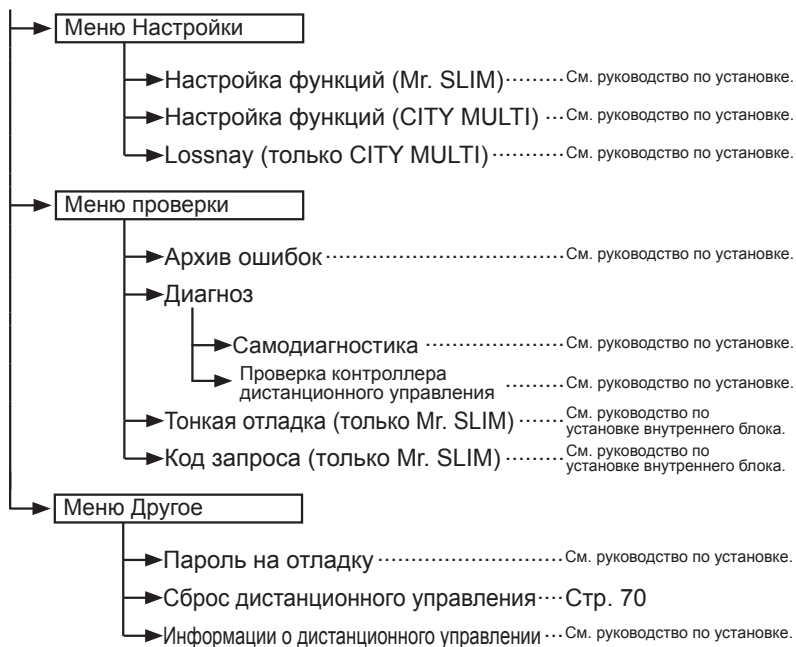 Меню Настройки
Настройка функций (Mr. SLIM)·········См. руководство по установке.
Настройка функций (CITY MULTI) ···См. руководство по установке.
Lossnay (только CITY MULTI)···········См. руководство по установке.
Меню проверки
Архив ошибок····································См. руководство по установке.
Диагноз
Самодиагностика ·····················См. руководство по установке.
Проверка контроллера
дистанционного управления ·········См. руководство по установке.
Тонкая отладка (только Mr. SLIM)·······См. руководство по
установке внутреннего блока.
Код запроса (только Mr. SLIM)·········См. руководство по
установке внутреннего блока.
Меню Другое
Пароль на отладку ····························См. руководство по установке.
Сброс дистанционного управления····Стр. 70
Информации о дистанционного управлении···См. руководство по установке.